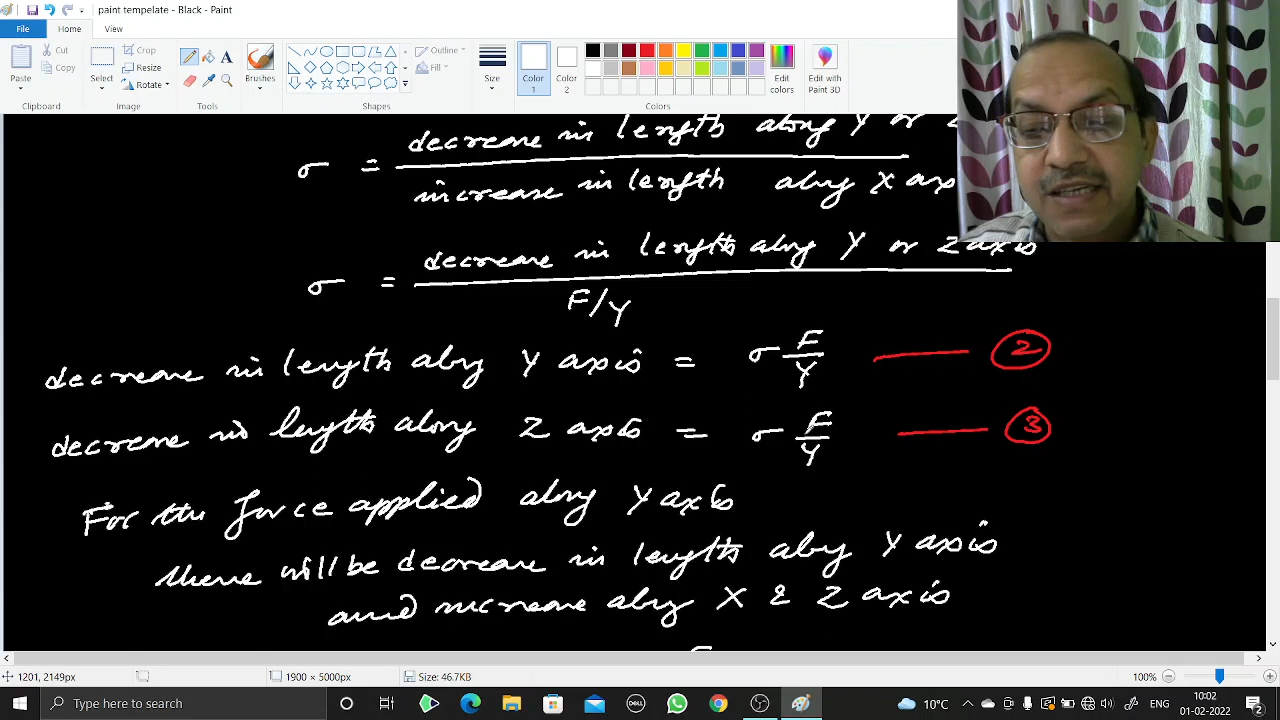 paint tempelate - Black - Paint
File Home View
Paste Cut Copy Clipboard
Select Crop Resize Rotate Image
A Tools
Brushes
Outline Fill Shapes
Size
Color 1 Color 2 Edit colors Colors
Edit with Paint 3D
σ = decrease in length along Y or Z
increase in length along X ax
σ = decrease in length along Y or Z axis
F/Y
decrease in length along Y axis = σ F/Y 2
decrease in length along Z axis = σ F/Y 3
For the force applied along Y axis
there will be decrease in length along Y axis
and increase along X & Z axis
F
1201, 2149px 1900 × 5000px Size: 46.7KB 100%
Type here to search DELL 10°C ENG 10:02 01-02-2022 2